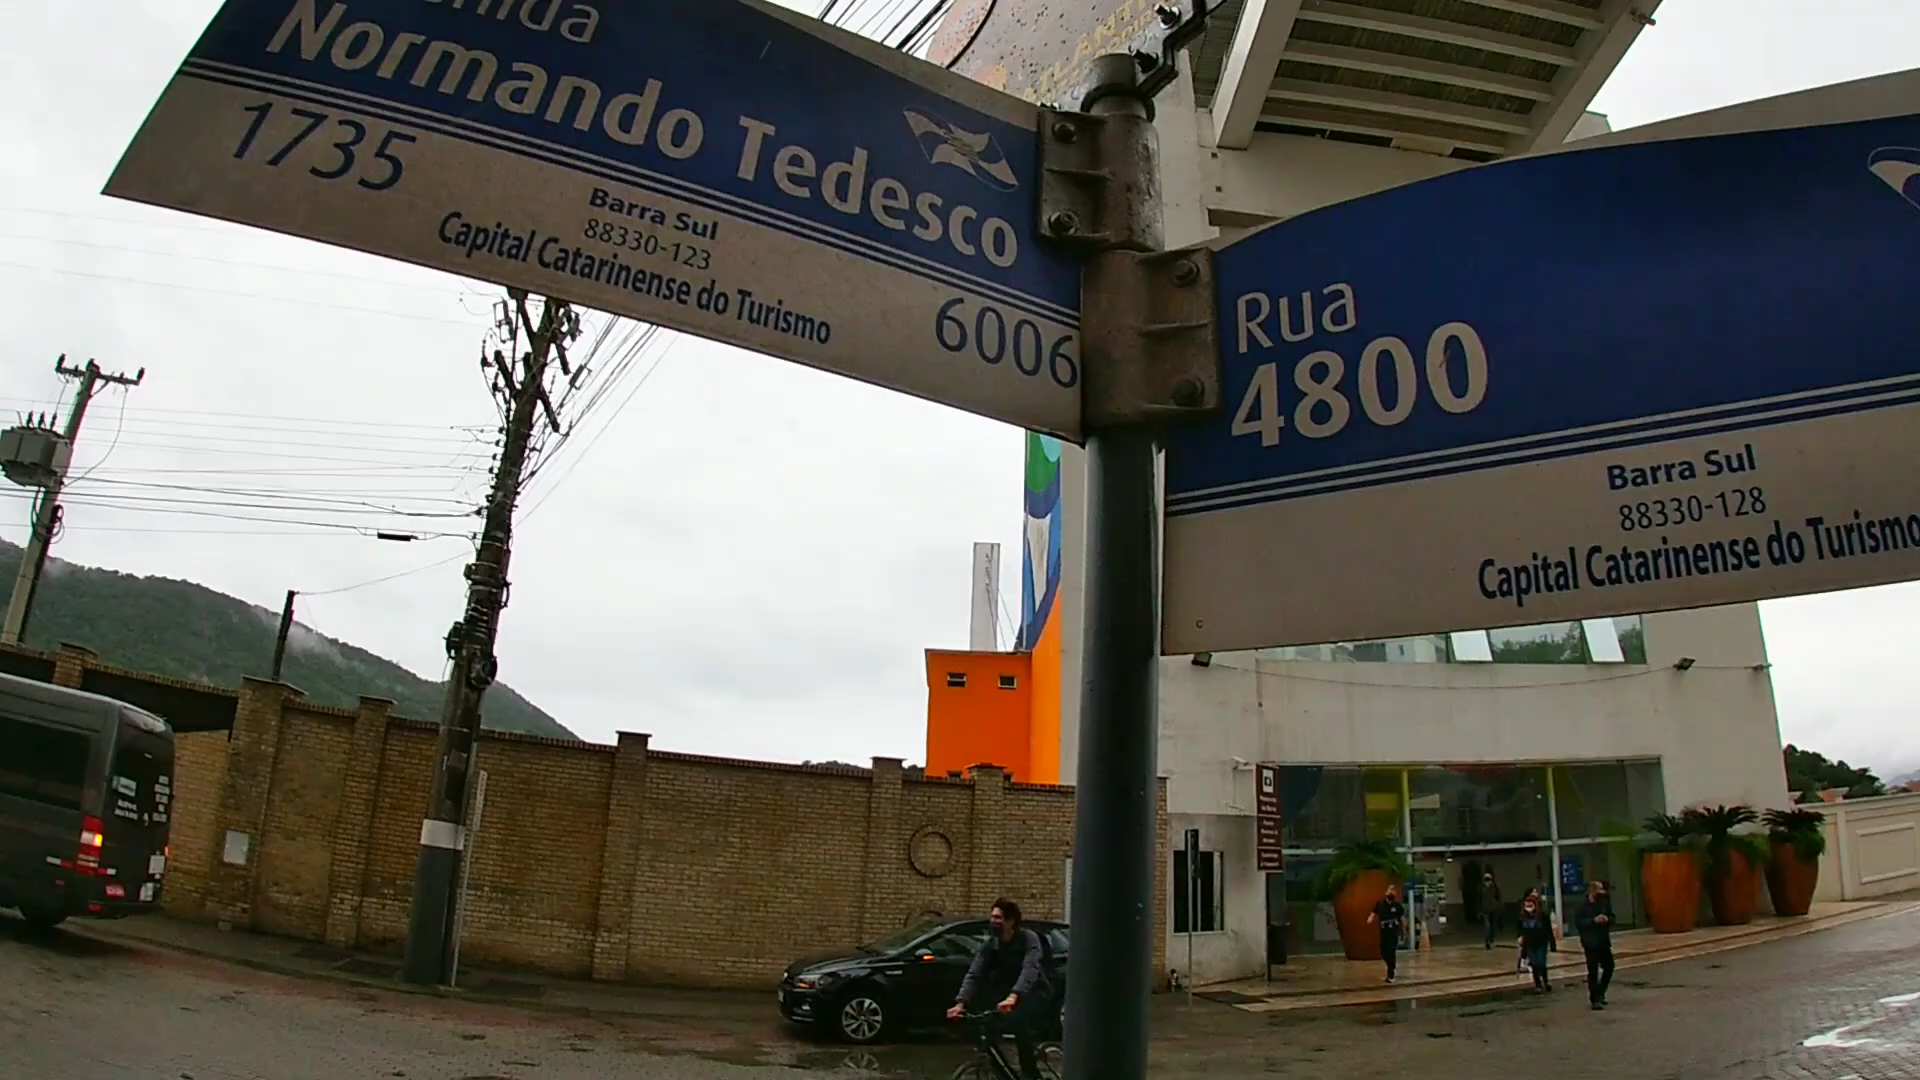 Normando Tedesco
1735
Barra Sul
88330-123
Capital Catarinense do Turismo
6006
Rua
4800
Barra Sul
88330-128
Capital Catarinense do Turismo